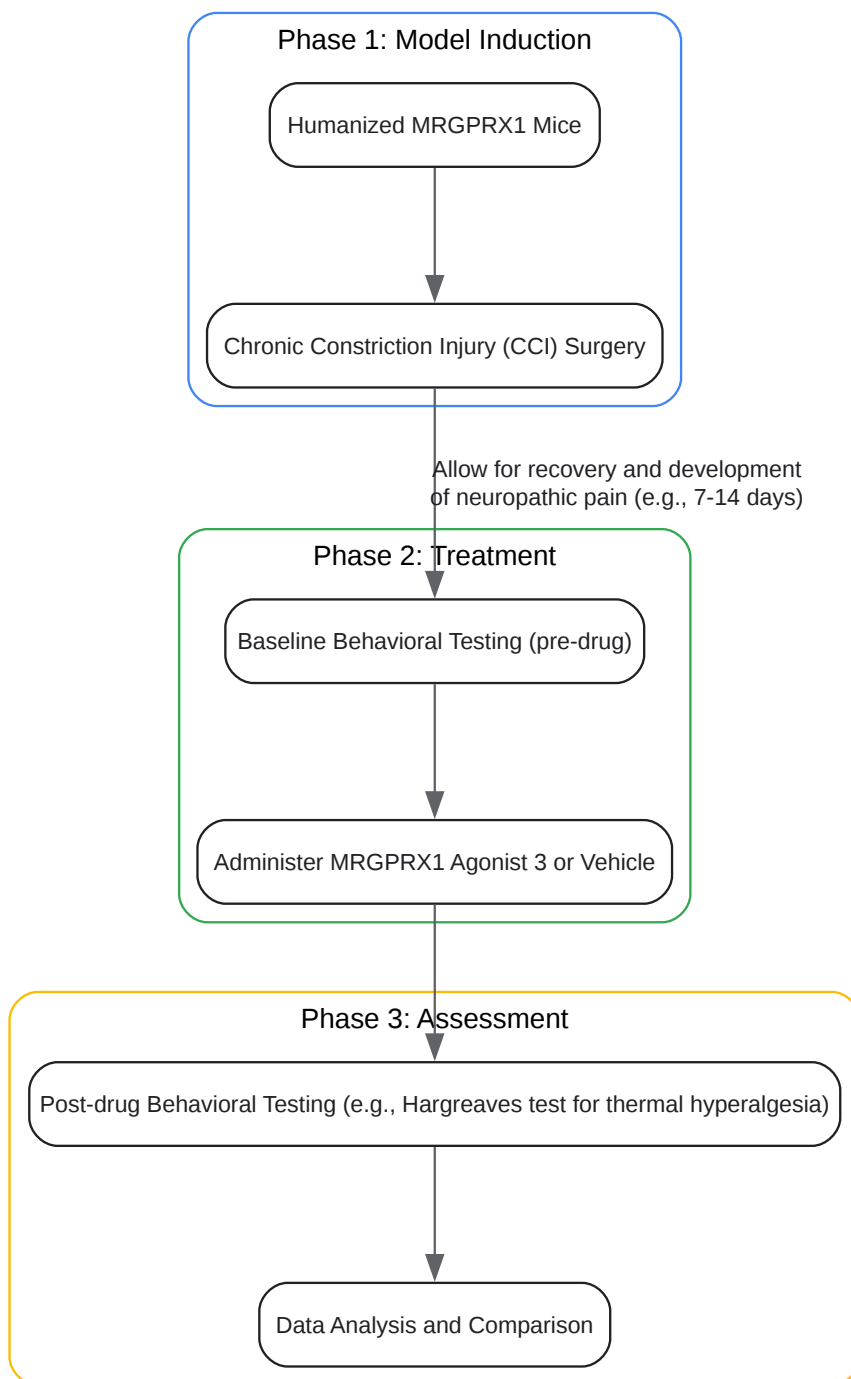 Phase 1: Model Induction
Humanized MRGPRX1 Mice
Chronic Constriction Injury (CCI) Surgery
Allow for recovery and development
of neuropathic pain (e.g., 7-14 days)
Phase 2: Treatment
Baseline Behavioral Testing (pre-drug)
Administer MRGPRX1 Agonist 3 or Vehicle
Phase 3: Assessment
Post-drug Behavioral Testing (e.g., Hargreaves test for thermal hyperalgesia)
Data Analysis and Comparison